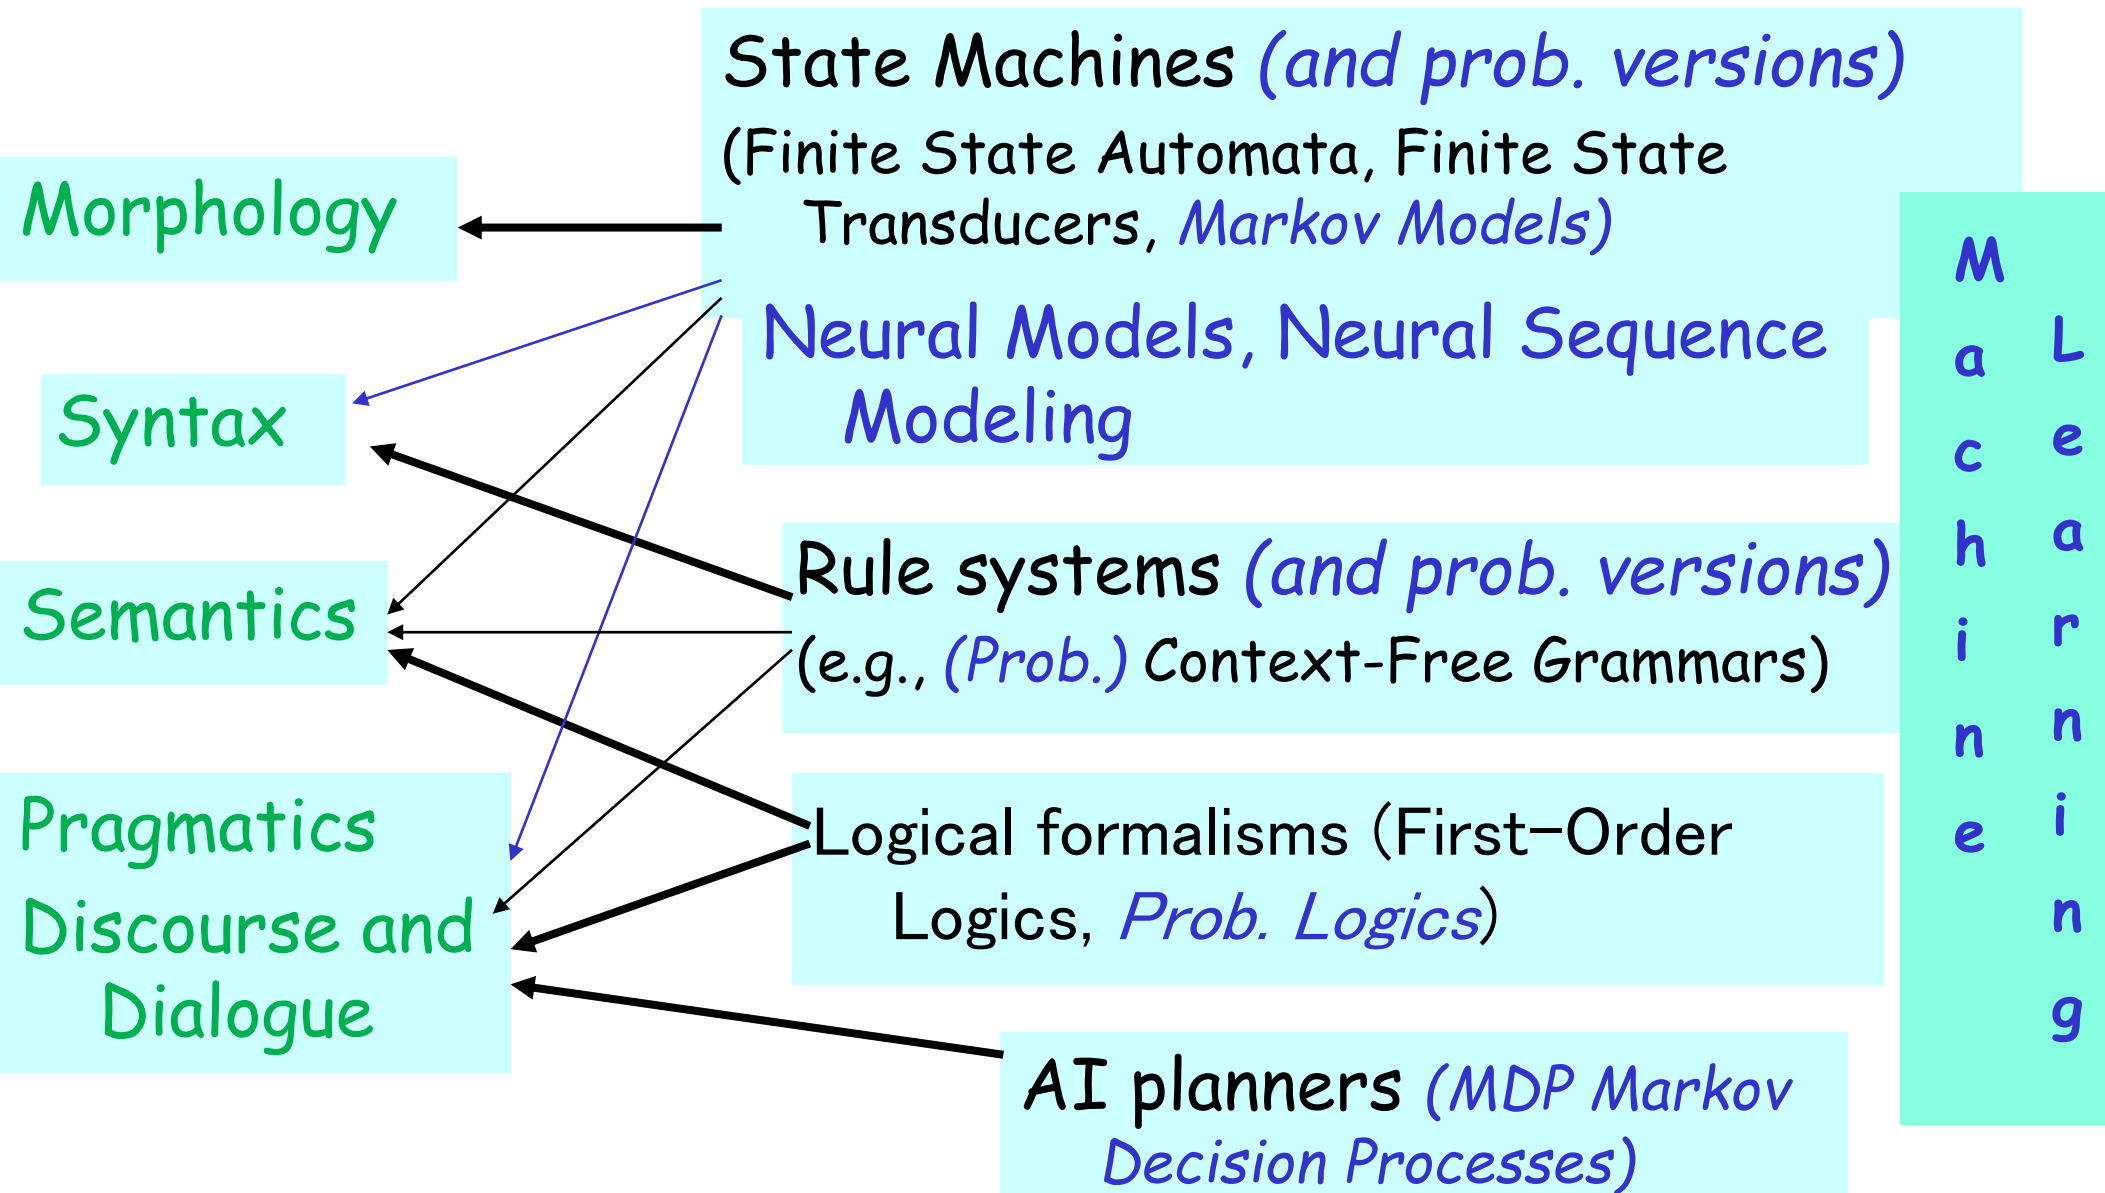 State Machines (and prob. versions)
(Finite State Automata, Finite State
Transducers, Markov Models)
Neural Models, Neural Sequence
Modeling
Morphology
Syntax
Semantics
Pragmatics
Discourse and
Dialogue
Rule systems (and prob. versions)
(e.g., (Prob.) Context-Free Grammars)
Logical formalisms (First-Order
Logics, Prob. Logics)
AI planners (MDP Markov
Decision Processes)
Machine
Learning